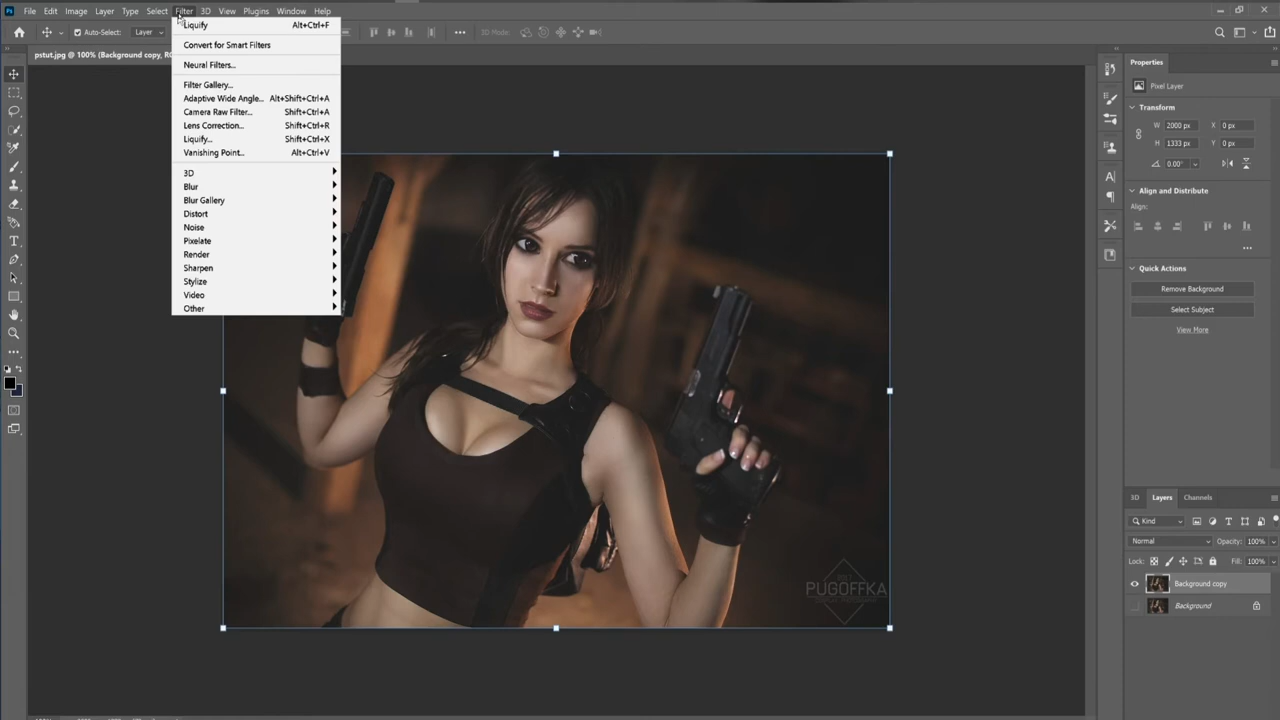 Ps File Edit Image Layer Type Select Filter 3D View Plugins Window Help
Auto-Select: Layer 3D Mode:
pstut.jpg @ 100% (Background copy, R
Liquify Alt+Ctrl+F
Convert for Smart Filters
Neural Filters...
Filter Gallery...
Adaptive Wide Angle... Alt+Shift+Ctrl+A
Camera Raw Filter... Shift+Ctrl+A
Lens Correction... Shift+Ctrl+R
Liquify... Shift+Ctrl+X
Vanishing Point... Alt+Ctrl+V
3D
Blur
Blur Gallery
Distort
Noise
Pixelate
Render
Sharpen
Stylize
Video
Other
PUGOFFKA
Properties
Pixel Layer
Transform
W 2000 px X 0 px
H 1333 px Y 0 px
0.00°
Align and Distribute
Align:
Quick Actions
Remove Background
Select Subject
View More
3D Layers Channels
Kind
Normal Opacity: 100%
Lock: Fill: 100%
Background copy
Background